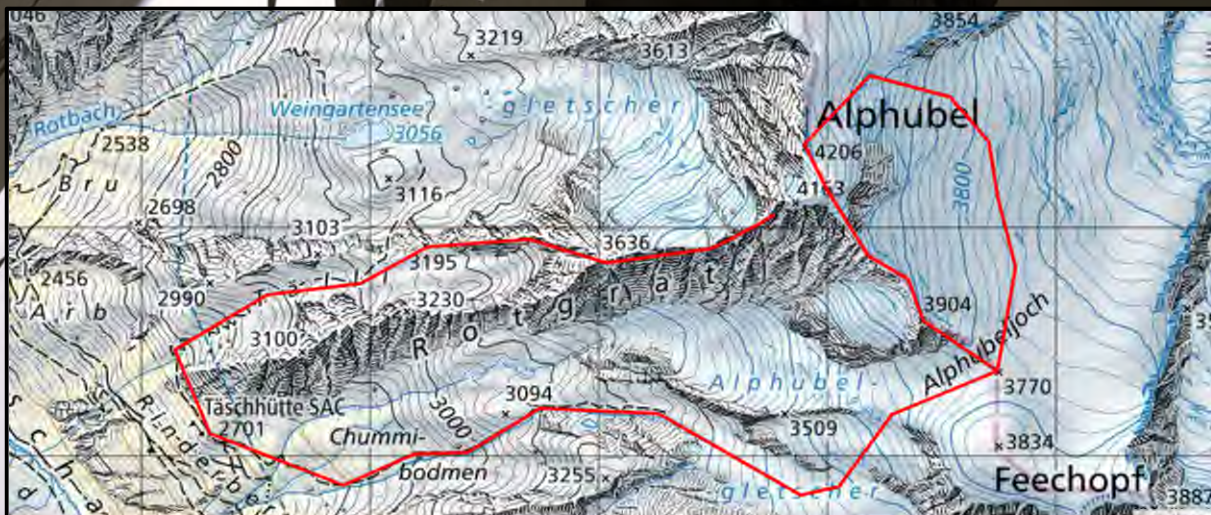 3854
3219
3613
046
Rotbach
Weingartensee
3056
gletscher
Alphubel
2538
2800
4206
Bru
3116
4163
3800
2698
3103
3636
3195
2456
2990
3230
3904
Arb
Rotgrat
3100
Alphubeljoch
Alphubel-
3770
Täschhütte SAC
3094
2701
3000
3509
Chummi-
bodmen
3834
3255
gletscher
Feechopf
3887